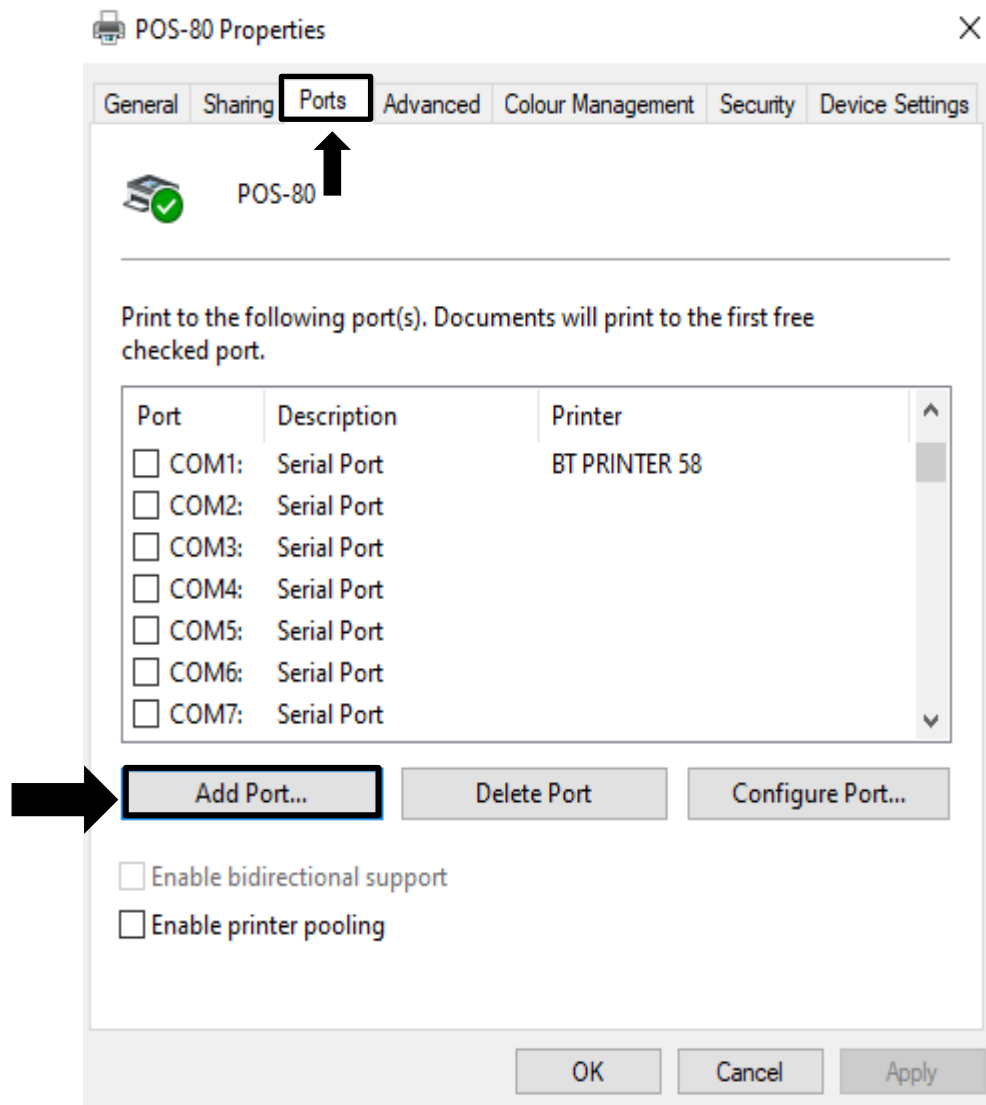 POS-80 Properties
General Sharing Ports Advanced Colour Management Security Device Settings
POS-80
Print to the following port(s). Documents will print to the first free
checked port.
Port Description Printer
COM1: Serial Port BT PRINTER 58
COM2: Serial Port
COM3: Serial Port
COM4: Serial Port
COM5: Serial Port
COM6: Serial Port
COM7: Serial Port
Add Port... Delete Port Configure Port...
Enable bidirectional support
Enable printer pooling
OK Cancel Apply